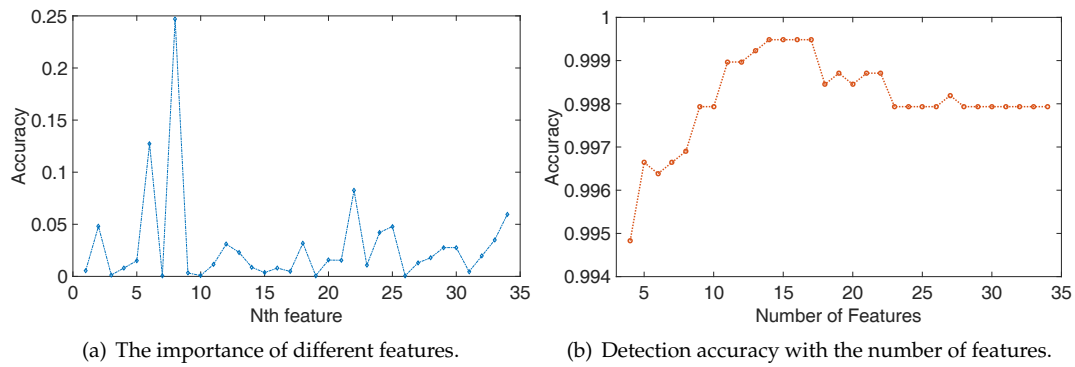 0.25
0.2
0.15
0.1
0.05
0
Accuracy
0 5 10 15 20 25 30 35
Nth feature
(a) The importance of different features.
1
0.999
0.998
0.997
0.996
0.995
0.994
Accuracy
5 10 15 20 25 30 35
Number of Features
(b) Detection accuracy with the number of features.